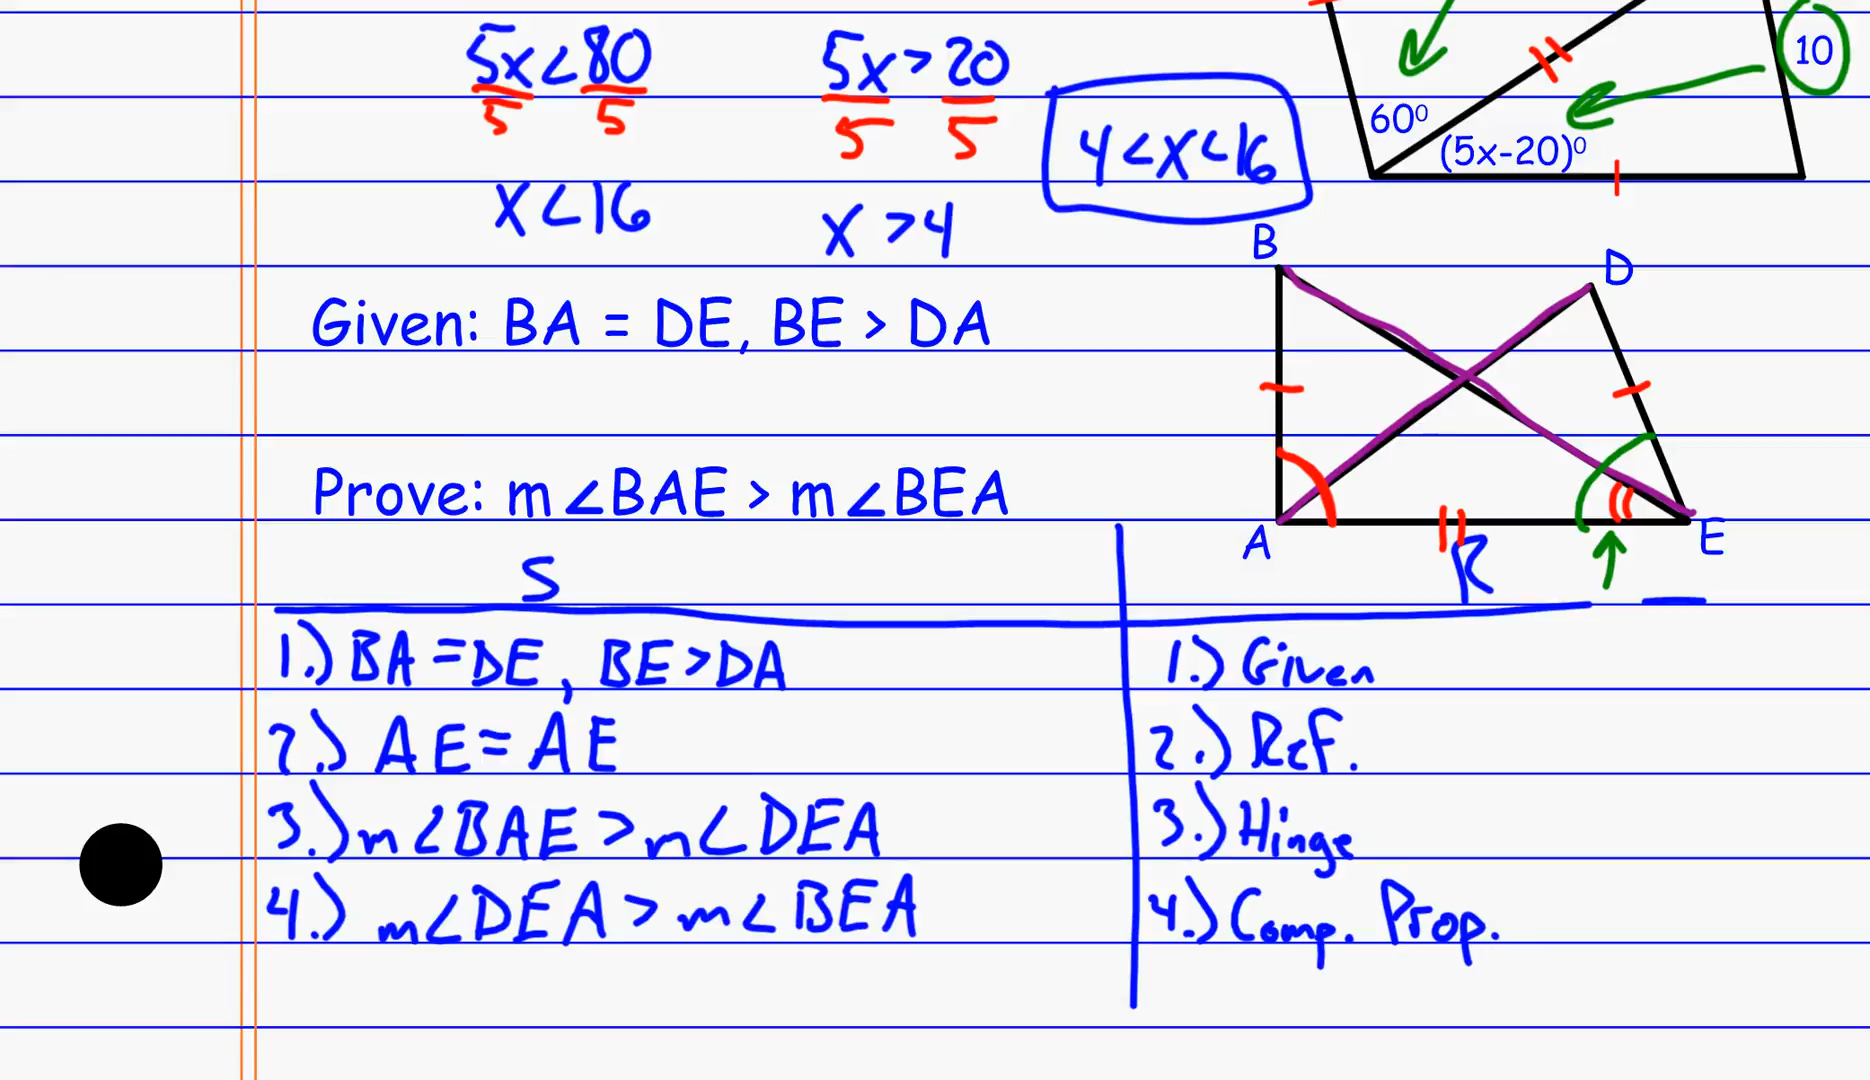 5x<80
5 5
x<16
5x>20
5 5
x>4
4<x<16
10
60⁰
(5x-20)⁰
Given: BA = DE, BE > DA
Prove: m∠BAE > m∠BEA
B
D
A
E
S
R
1.) BA=DE, BE>DA
1.) Given
2.) AE=AE
2.) Ref.
3.) m∠BAE>m∠DEA
3.) Hinge
4.) m∠DEA>m∠BEA
4.) Comp. Prop.